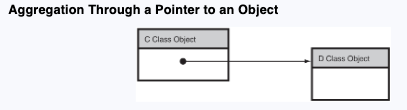 Aggregation Through a Pointer to an Object
C Class Object
D Class Object